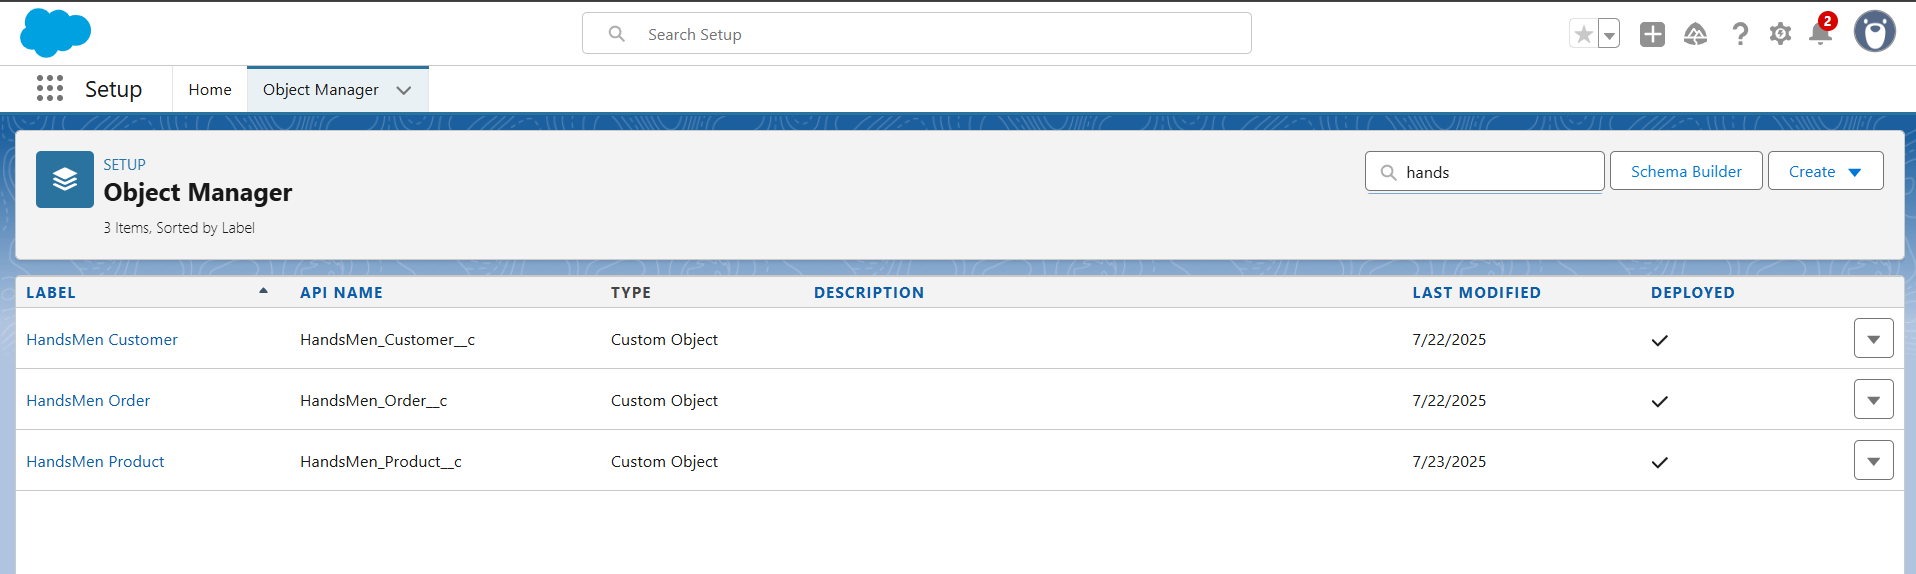 Search Setup
2
Setup Home Object Manager
SETUP
Object Manager
3 Items, Sorted by Label
hands Schema Builder Create
LABEL API NAME TYPE DESCRIPTION LAST MODIFIED DEPLOYED
HandsMen Customer HandsMen_Customer__c Custom Object 7/22/2025
HandsMen Order HandsMen_Order__c Custom Object 7/22/2025
HandsMen Product HandsMen_Product__c Custom Object 7/23/2025